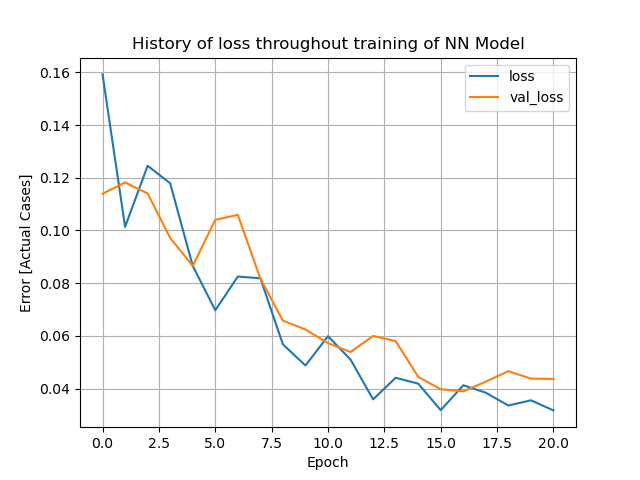 History of loss throughout training of NN Model
loss
val_loss
0.16
0.14
0.12
0.10
0.08
0.06
0.04
Error [Actual Cases]
0.0 2.5 5.0 7.5 10.0 12.5 15.0 17.5 20.0
Epoch